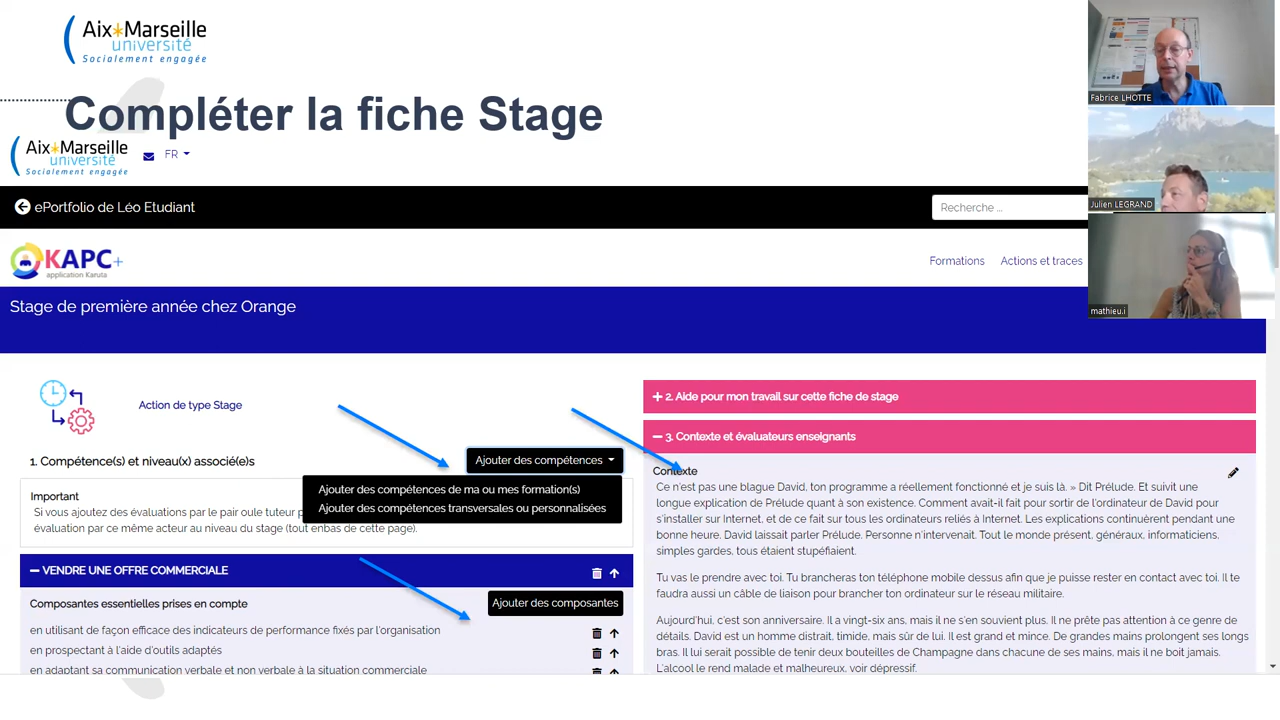 Aix*Marseille
université
Socialement engagée
Compléter la fiche Stage
Aix*Marseille
université
Socialement engagée
FR
ePortfolio de Léo Etudiant
Recherche ...
KAPC+
application Karuta
Formations
Actions et traces
Stage de première année chez Orange
Action de type Stage
1. Compétence(s) et niveau(x) associé(e)s
Ajouter des compétences
Ajouter des compétences de ma ou mes formation(s)
Ajouter des compétences transversales ou personnalisées
Important
Si vous ajoutez des évaluations par le pair oule tuteur
évaluation par ce même acteur au niveau du stage (tout enbas de cette page).
VENDRE UNE OFFRE COMMERCIALE
Composantes essentielles prises en compte
Ajouter des composantes
en utilisant de façon efficace des indicateurs de performance fixés par l'organisation
en prospectant à l'aide d'outils adaptés
en adaptant sa communication verbale et non verbale à la situation commerciale
2. Aide pour mon travail sur cette fiche de stage
3. Contexte et évaluateurs enseignants
Contexte
Ce n'est pas une blague David, ton programme a réellement fonctionné et je suis là. » Dit Prélude. Et suivit une
longue explication de Prélude quant à son existence. Comment avait-il fait pour sortir de l'ordinateur de David pour
s'installer sur Internet, et de ce fait sur tous les ordinateurs reliés à Internet. Les explications continuèrent pendant une
bonne heure. David laissait parler Prélude. Personne n'intervenait. Tout le monde présent, généraux, informaticiens,
simples gardes, tous étaient stupéfiaient.
Tu vas le prendre avec toi. Tu brancheras ton téléphone mobile dessus afin que je puisse rester en contact avec toi. Il te
faudra aussi un câble de liaison pour brancher ton ordinateur sur le réseau militaire.
Aujourd'hui, c'est son anniversaire. Il a vingt-six ans, mais il ne s'en souvient plus. Il ne prête pas attention à ce genre de
détails. David est un homme distrait, timide, mais sûr de lui. Il est grand et mince. De grandes mains prolongent ses longs
bras. Il lui serait possible de tenir deux bouteilles de Champagne dans chacune de ses mains, mais il ne boit jamais.
L'alcool le rend malade et malheureux, voir dépressif.
Fabrice LHOTTE
Julien LEGRAND
mathieu.i